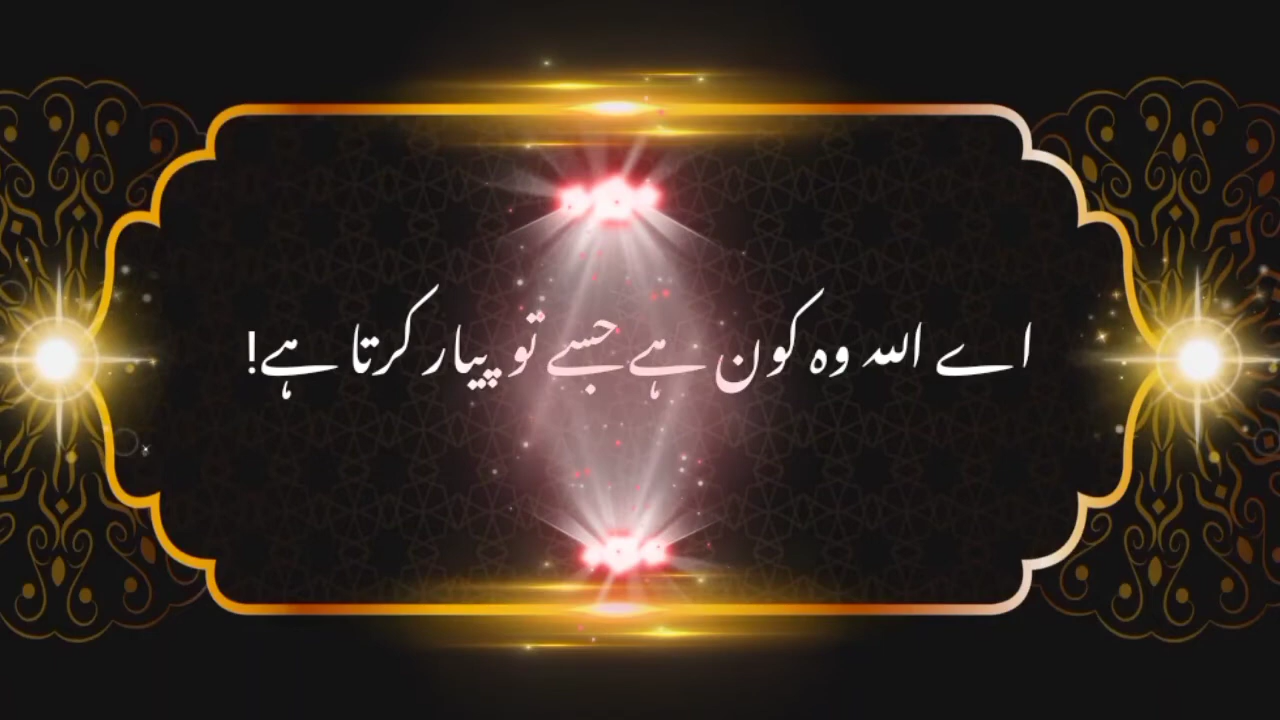 اے اللہ وہ کون ہے جسے تو پیار کرتا ہے!